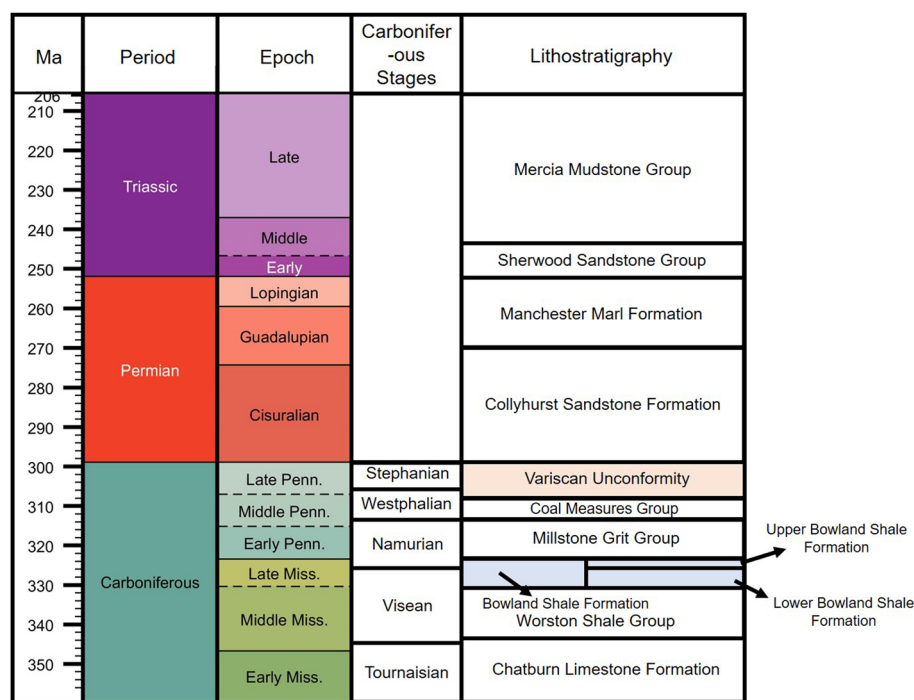 Ma
Period
Epoch
Carbonifer
-ous
Stages
Lithostratigraphy
206
210
220
230
240
250
260
270
280
290
300
310
320
330
340
350
Triassic
Permian
Carboniferous
Late
Middle
Early
Lopingian
Guadalupian
Cisuralian
Late Penn.
Middle Penn.
Early Penn.
Late Miss.
Middle Miss.
Early Miss.
Stephanian
Westphalian
Namurian
Visean
Tournaisian
Mercia Mudstone Group
Sherwood Sandstone Group
Manchester Marl Formation
Collyhurst Sandstone Formation
Variscan Unconformity
Coal Measures Group
Millstone Grit Group
Bowland Shale Formation
Worston Shale Group
Chatburn Limestone Formation
Upper Bowland Shale
Formation
Lower Bowland Shale
Formation